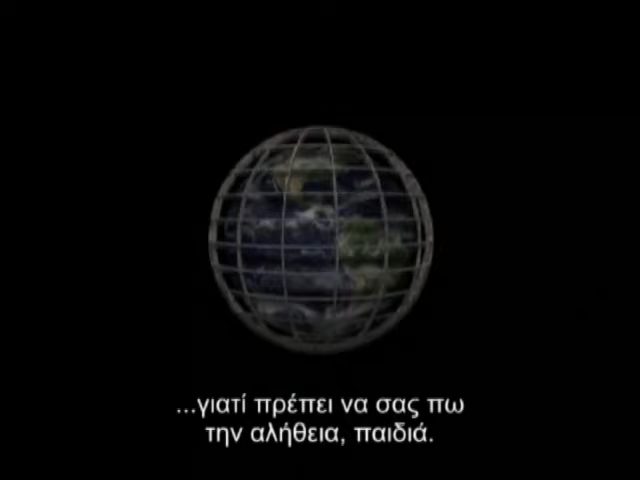 ...γιατί πρέπει να σας πω
την αλήθεια, παιδιά.